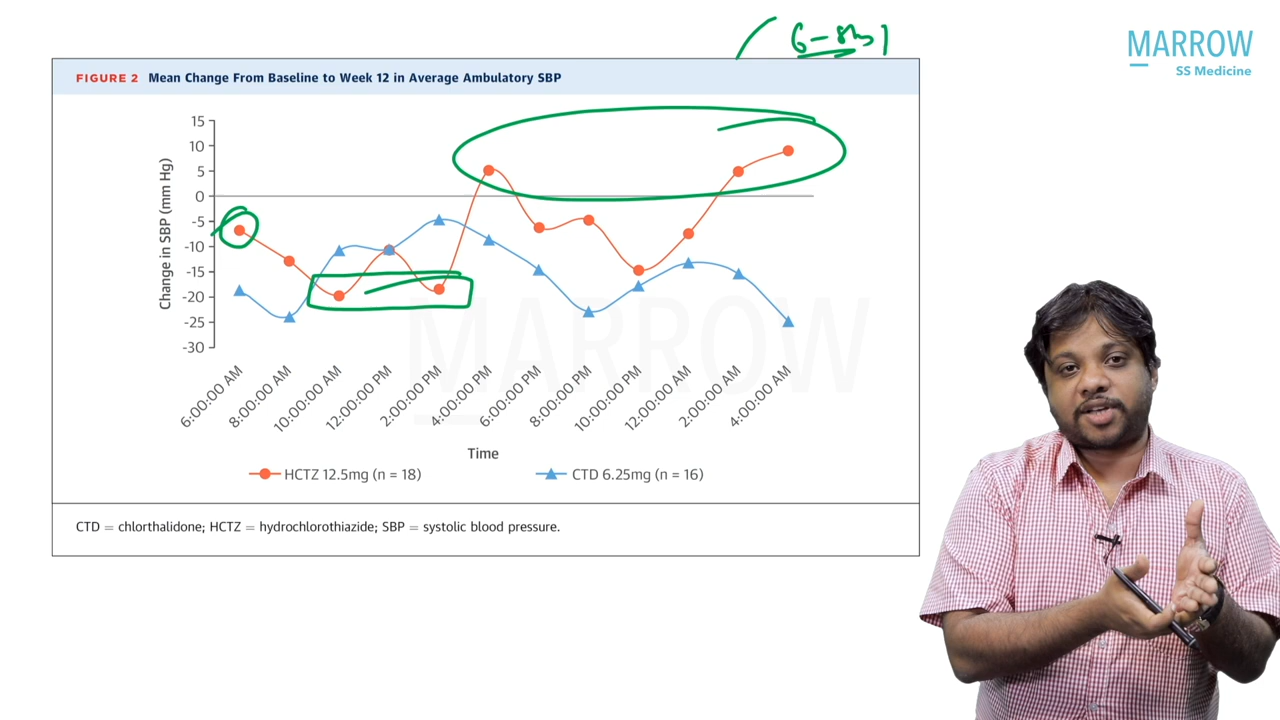 (6-8hs)
MARROW
SS Medicine
FIGURE 2 Mean Change From Baseline to Week 12 in Average Ambulatory SBP
15
10
5
0
-5
-10
-15
-20
-25
-30
Change in SBP (mm Hg)
6:00:00 AM
8:00:00 AM
10:00:00 AM
12:00:00 PM
2:00:00 PM
4:00:00 PM
6:00:00 PM
8:00:00 PM
10:00:00 PM
12:00:00 AM
2:00:00 AM
4:00:00 AM
Time
HCTZ 12.5mg (n = 18)
CTD 6.25mg (n = 16)
MARROW
CTD = chlorthalidone; HCTZ = hydrochlorothiazide; SBP = systolic blood pressure.